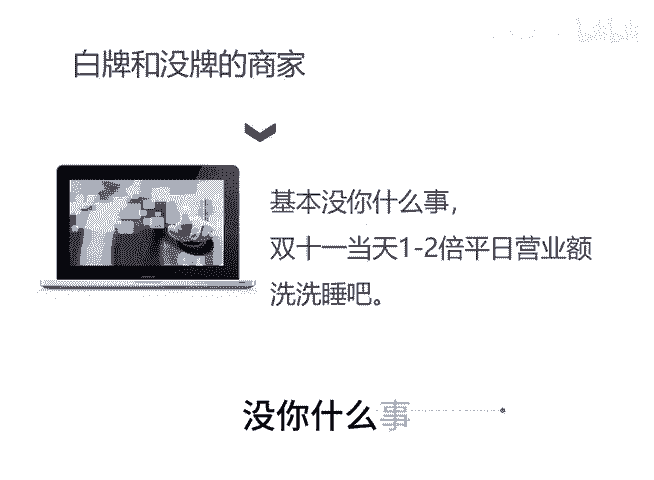 白牌和没牌的商家
基本没你什么事，
双十一当天1-2倍平日营业额
洗洗睡吧。
没你什么事